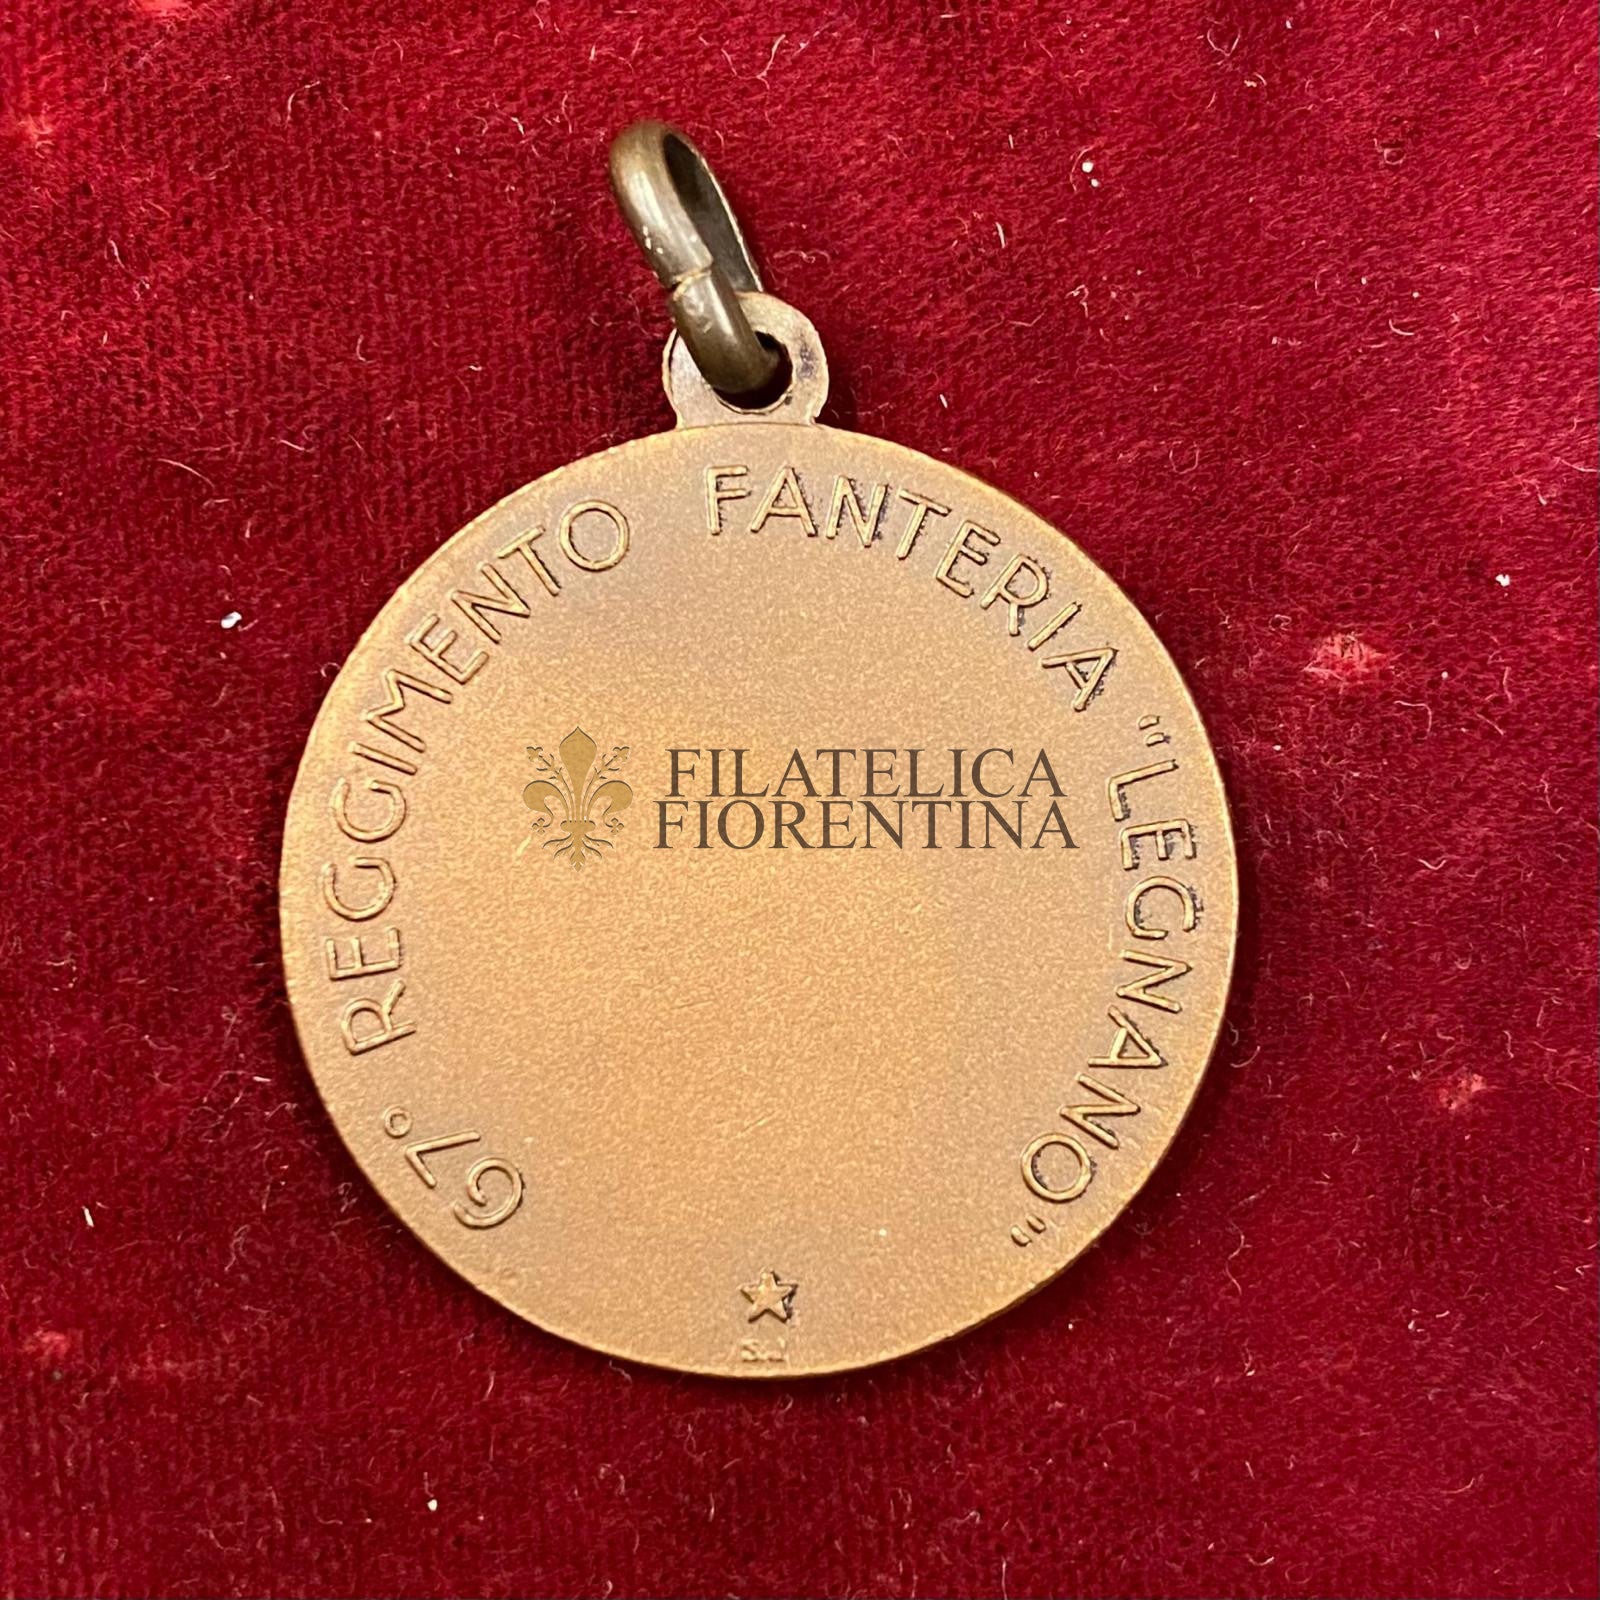 67° REGGIMENTO FANTERIA "LEGNANO"
FILATELICA
FIORENTINA